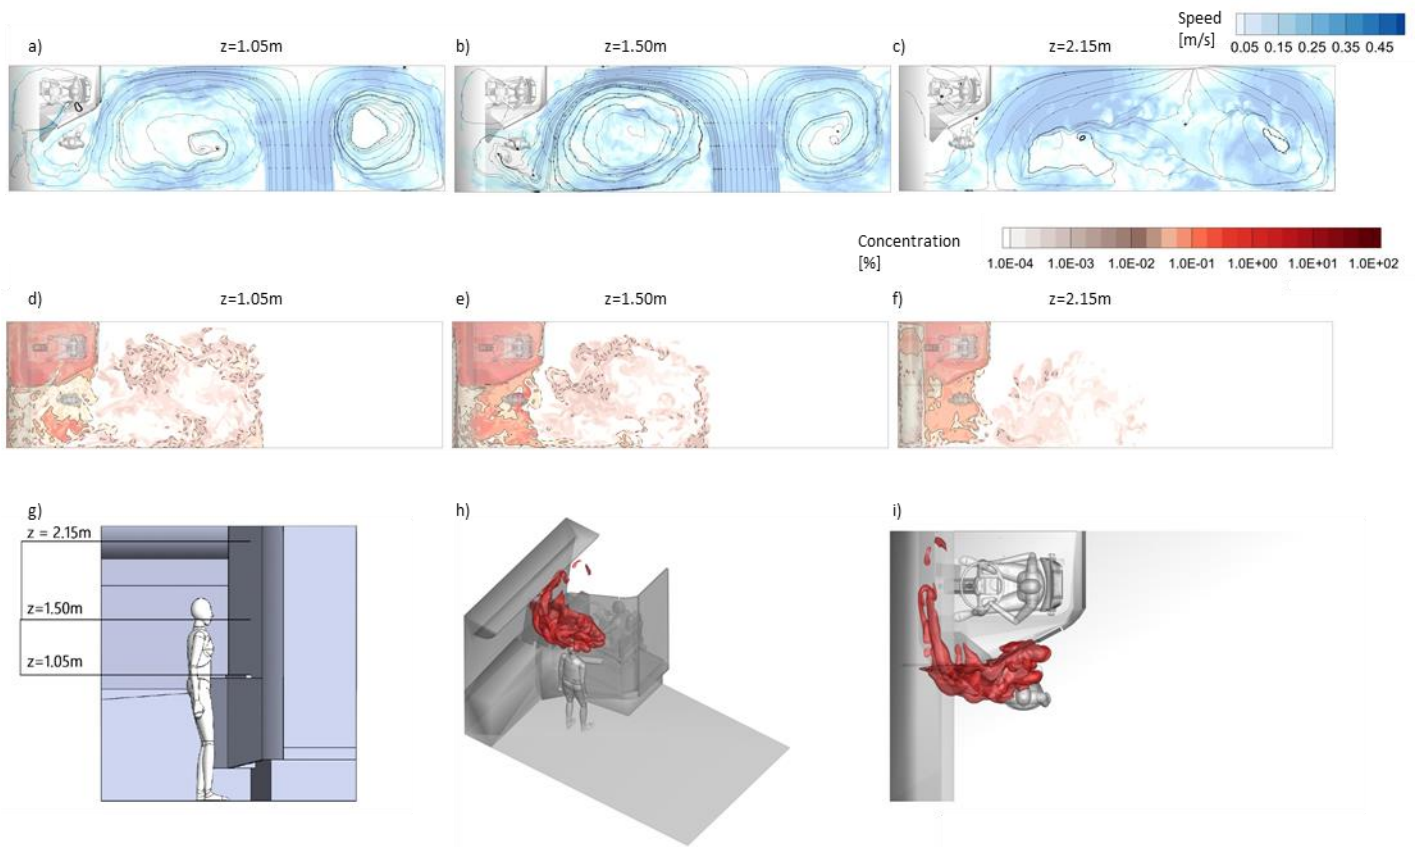 Speed
[m/s]
0.05 0.15 0.25 0.35 0.45
a) z=1.05m
b) z=1.50m
c) z=2.15m
Concentration
[%]
1.0E-04 1.0E-03 1.0E-02 1.0E-01 1.0E+00 1.0E+01 1.0E+02
d) z=1.05m
e) z=1.50m
f) z=2.15m
g)
z = 2.15m
z=1.50m
z=1.05m
h)
i)